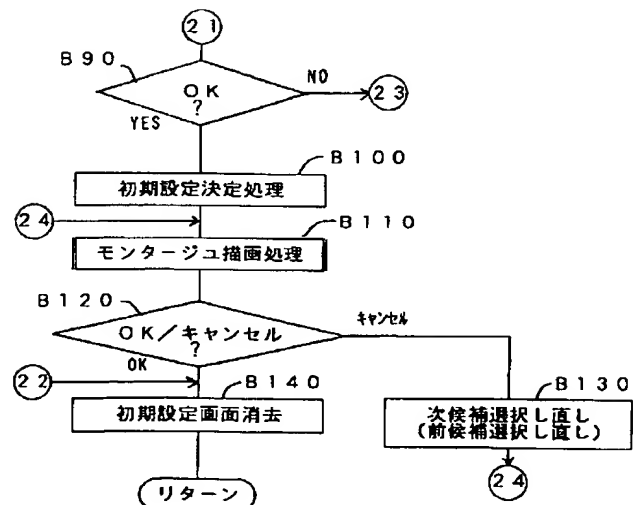 21
B90
OK
?
NO
23
YES
B100
初期設定決定処理
24
B110
モンタージュ描画処理
B120
OK/キャンセル
?
キャンセル
OK
22
B140
初期設定画面消去
B130
次候補選択し直し
(前候補選択し直し)
24
リターン